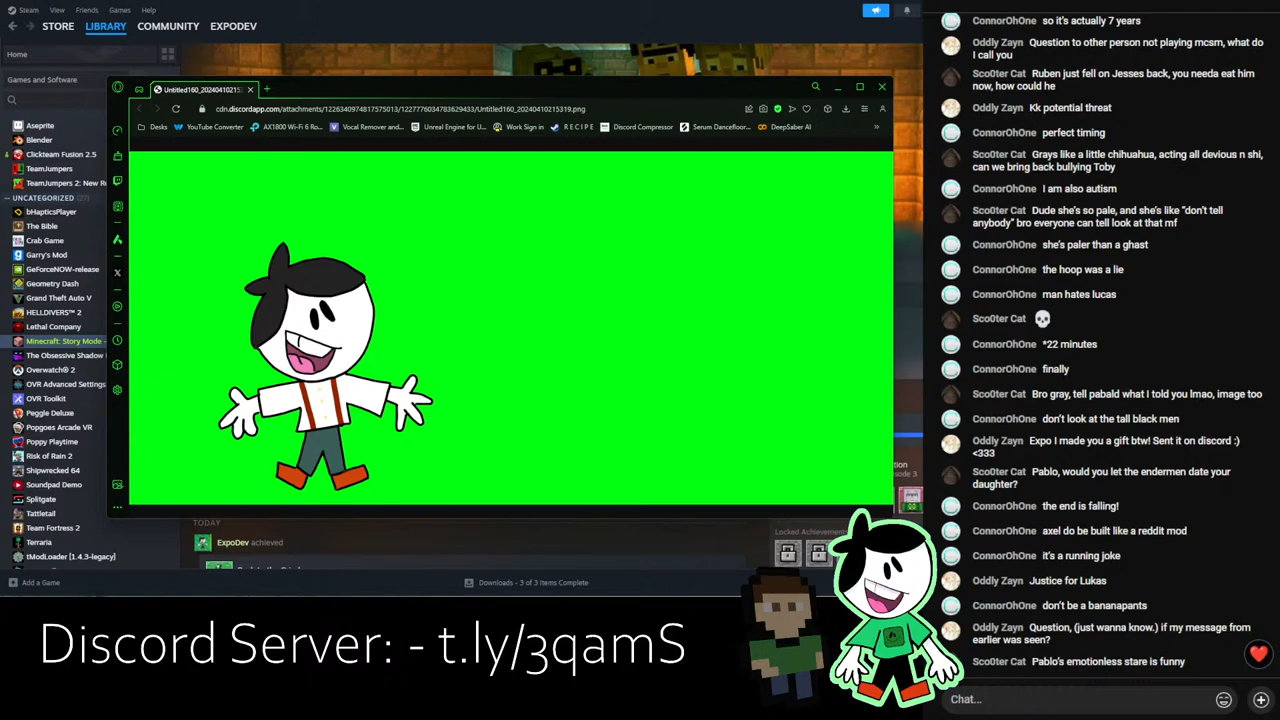 Steam View Friends Games Help
STORE LIBRARY COMMUNITY EXPODEV
Home
Games and Software
Aseprite
Blender
Clickteam Fusion 2.5
TeamJumpers
TeamJumpers 2: New R
UNCATEGORIZED (27)
bHapticsPlayer
The Bible
Crab Game
Garry's Mod
GeForceNOW-release
Geometry Dash
Grand Theft Auto V
HELLDIVERS™ 2
Lethal Company
Minecraft: Story Mode -
The Obsessive Shadow
Overwatch® 2
OVR Advanced Settings
OVR Toolkit
Peggle Deluxe
Popgoes Arcade VR
Poppy Playtime
Risk of Rain 2
Shipwrecked 64
Soundpad Demo
Splitgate
Tattletail
Team Fortress 2
Terraria
tModLoader [1.4.3-legacy]
Add a Game
Untitled160_2024041021531
cdn.discordapp.com/attachments/1226340974817575013/1227776034783629433/Untitled160_20240410215319.png
Desks YouTube Converter AX1800 Wi-Fi 6 Ro... Vocal Remover and... Unreal Engine for U... Work Sign in R E C I P E Discord Compressor Serum Dancefloor... DeepSaber AI
tion
pisode 3
TODAY
ExpoDev achieved
Locked Achievements
Downloads - 3 of 3 Items Complete
Discord Server: - t.ly/3qamS
ConnorOhOne so it's actually 7 years
Oddly Zayn Question to other person not playing mcsm, what do
I call you
Sco0ter Cat Ruben just fell on Jesses back, you needa eat him
now, how could he
Oddly Zayn Kk potential threat
ConnorOhOne perfect timing
Sco0ter Cat Grays like a little chihuahua, acting all devious n shi,
can we bring back bullying Toby
ConnorOhOne I am also autism
Sco0ter Cat Dude she's so pale, and she's like "don't tell
anybody" bro everyone can tell look at that mf
ConnorOhOne she's paler than a ghast
ConnorOhOne the hoop was a lie
ConnorOhOne man hates lucas
Sco0ter Cat 💀
ConnorOhOne *22 minutes
ConnorOhOne finally
Sco0ter Cat Bro gray, tell pabald what I told you lmao, image too
ConnorOhOne don't look at the tall black men
Oddly Zayn Expo I made you a gift btw! Sent it on discord :)
<333
Sco0ter Cat Pablo, would you let the endermen date your
daughter?
ConnorOhOne the end is falling!
ConnorOhOne axel do be built like a reddit mod
ConnorOhOne it's a running joke
Oddly Zayn Justice for Lukas
ConnorOhOne don't be a bananapants
Oddly Zayn Question, (just wanna know.) if my message from
earlier was seen?
Sco0ter Cat Pablo's emotionless stare is funny
Chat...